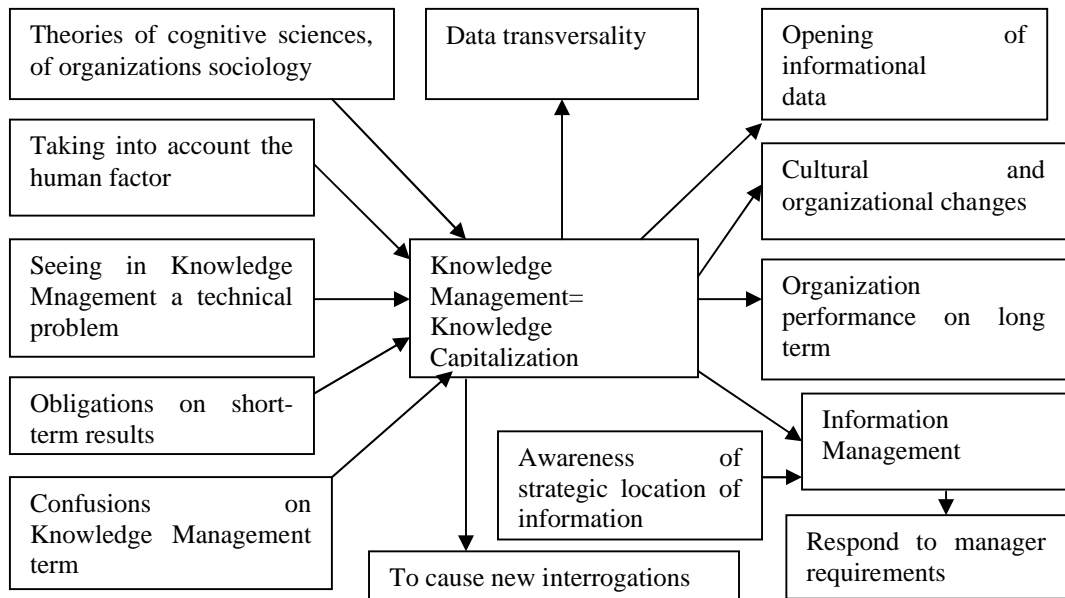 Theories of cognitive sciences,
of organizations sociology
Data transversality
Opening of
informational
data
Taking into account the
human factor
Cultural and
organizational changes
Seeing in Knowledge
Mnagement a technical
problem
Knowledge
Management=
Knowledge
Capitalization
Organization
performance on long
term
Obligations on short-
term results
Information
Management
Awareness of
strategic location of
information
Confusions on
Knowledge Management
term
Respond to manager
requirements
To cause new interrogations